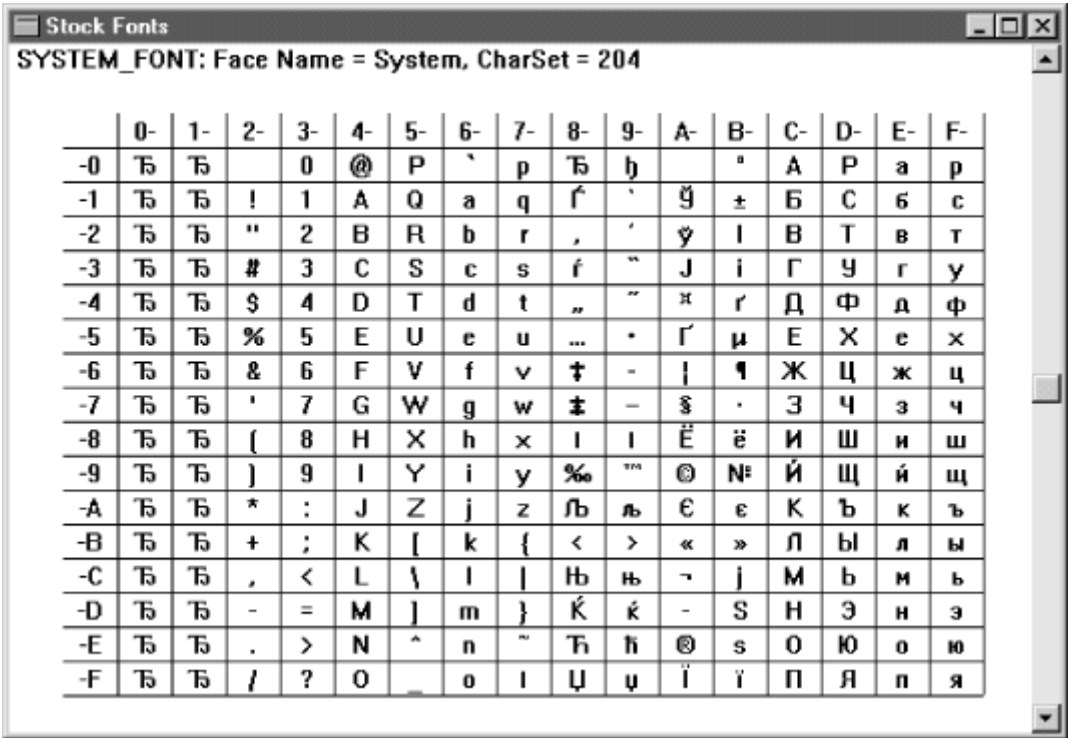 Stock Fonts
SYSTEM_FONT: Face Name = System, CharSet = 204
0- 1- 2- 3- 4- 5- 6- 7- 8- 9- A- B- C- D- E- F-
-0 Ђ Ђ 0 @ P ` p Ђ ђ ° А Р а р
-1 Ђ Ђ ! 1 A Q a q Ѓ ‘ Ў ± Б С б с
-2 Ђ Ђ " 2 B R b r ‚ ’ ў І В Т в т
-3 Ђ Ђ # 3 C S c s ѓ “ Ј і Г У г у
-4 Ђ Ђ $ 4 D T d t „ ” ¤ ґ Д Ф д ф
-5 Ђ Ђ % 5 E U e u … • Ґ µ Е Х е х
-6 Ђ Ђ & 6 F V f v ‡ - ¦ ¶ Ж Ц ж ц
-7 Ђ Ђ ' 7 G W g w ‡ – § · З Ч з ч
-8 Ђ Ђ ( 8 H X h x I I Ё ё И Ш и ш
-9 Ђ Ђ ) 9 I Y i y ‰ ™ © № Й Щ й щ
-A Ђ Ђ * : J Z j z Љ љ Є є К Ъ к ъ
-B Ђ Ђ + ; K [ k { < > « » Л Ы л ы
-C Ђ Ђ , < L \ l | Њ њ ¬ ј М Ь м ь
-D Ђ Ђ - = M ] m } Ќ ќ - Ѕ Н Э н э
-E Ђ Ђ . > N ^ n ~ Ћ ћ ® ѕ О Ю о ю
-F Ђ Ђ / ? O _ o I Џ џ Ї ї П Я п я